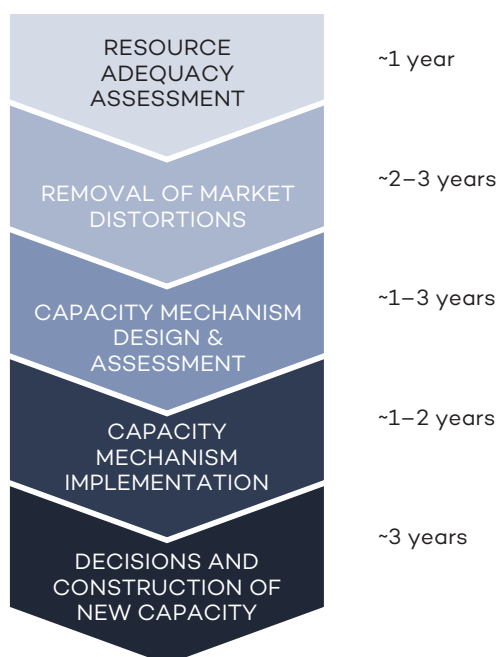 RESOURCE
ADEQUACY
ASSESSMENT
~1 year
REMOVAL OF MARKET
DISTORTIONS
~2–3 years
CAPACITY MECHANISM
DESIGN &
ASSESSMENT
~1–3 years
CAPACITY
MECHANISM
IMPLEMENTATION
~1–2 years
DECISIONS AND
CONSTRUCTION OF
NEW CAPACITY
~3 years